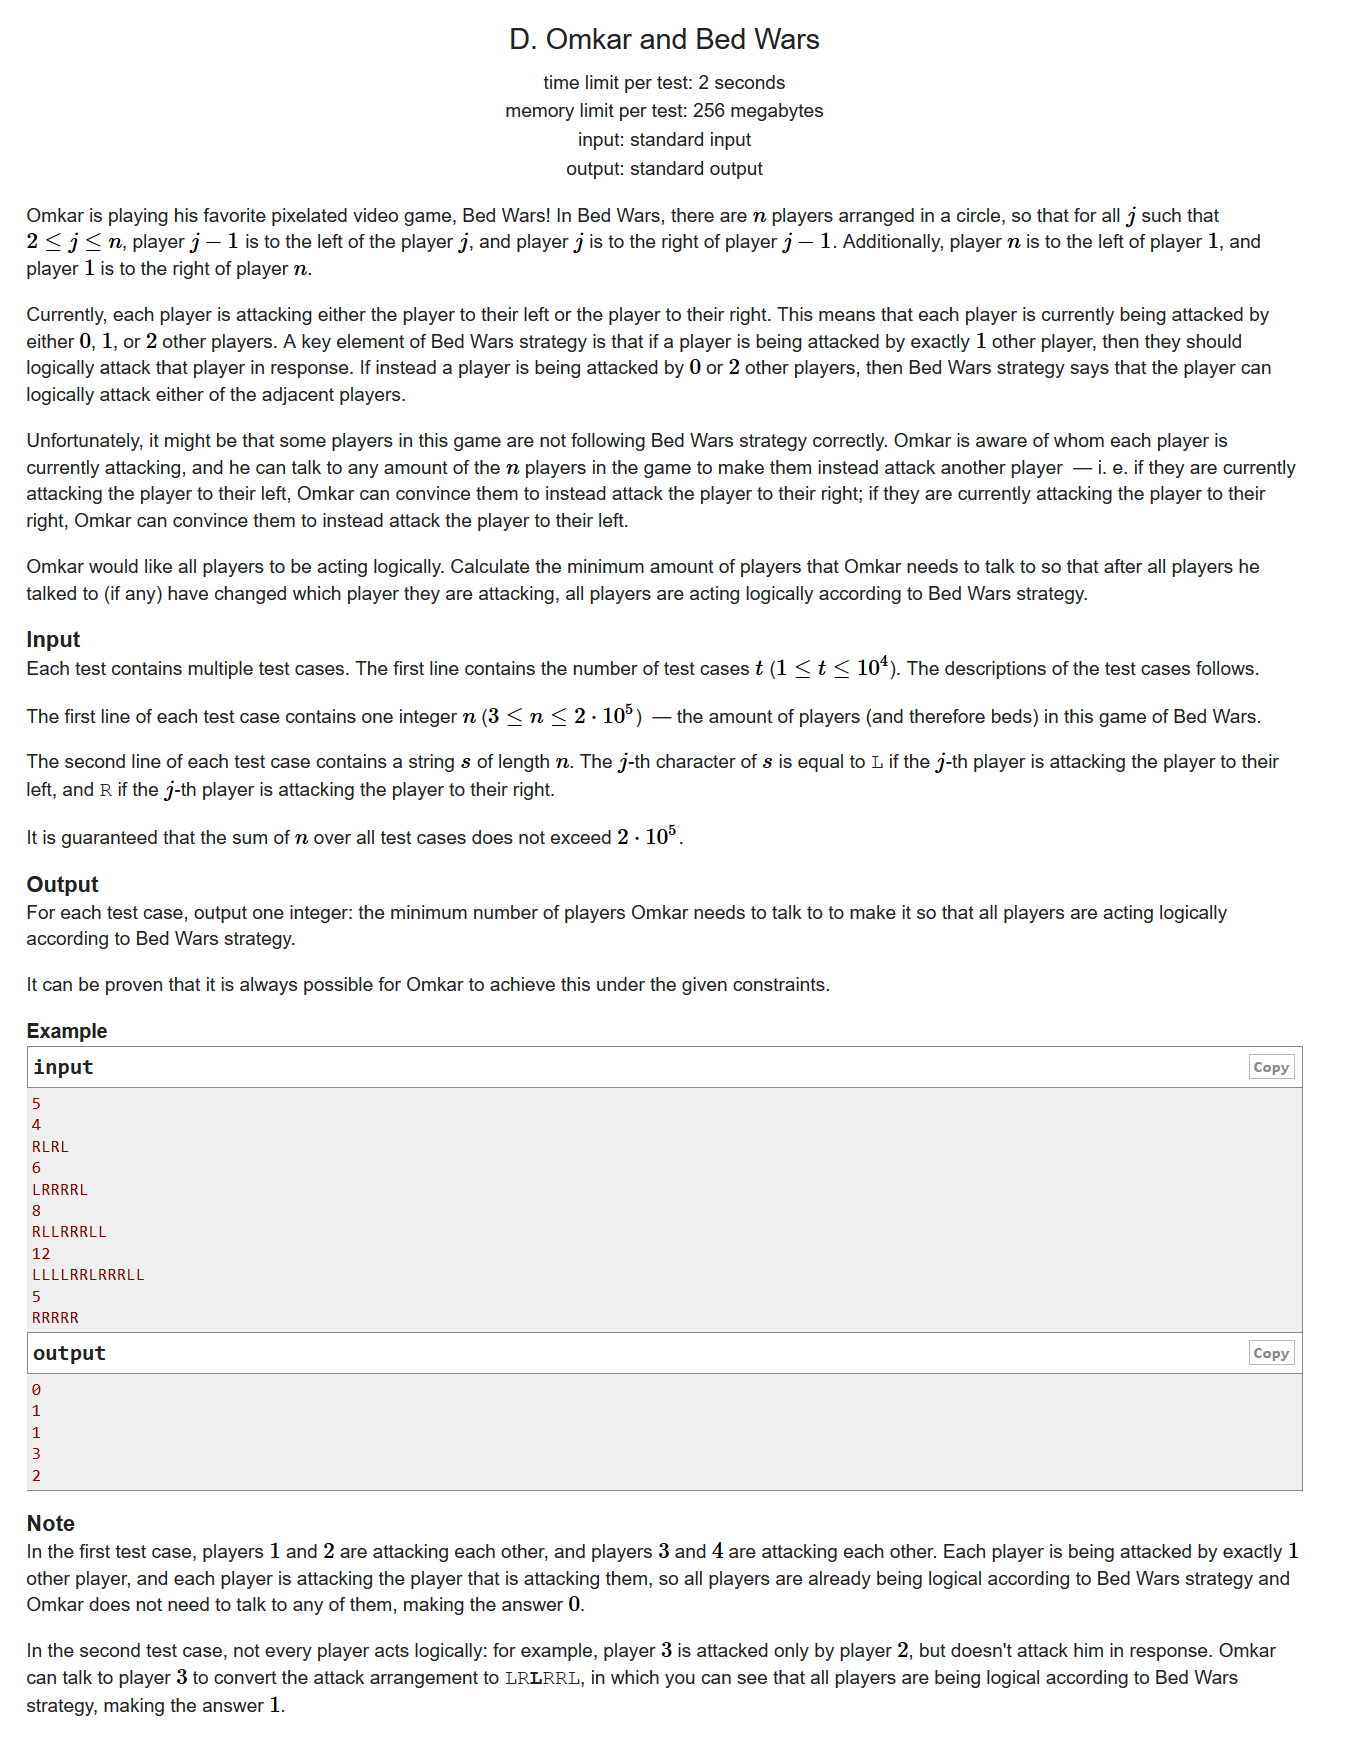 D. Omkar and Bed Wars
time limit per test: 2 seconds
memory limit per test: 256 megabytes
input: standard input
output: standard output
Omkar is playing his favorite pixelated video game, Bed Wars! In Bed Wars, there are n players arranged in a circle, so that for all j such that
2 ≤ j ≤ n, player j − 1 is to the left of the player j, and player j is to the right of player j − 1. Additionally, player n is to the left of player 1, and
player 1 is to the right of player n.
Currently, each player is attacking either the player to their left or the player to their right. This means that each player is currently being attacked by
either 0, 1, or 2 other players. A key element of Bed Wars strategy is that if a player is being attacked by exactly 1 other player, then they should
logically attack that player in response. If instead a player is being attacked by 0 or 2 other players, then Bed Wars strategy says that the player can
logically attack either of the adjacent players.
Unfortunately, it might be that some players in this game are not following Bed Wars strategy correctly. Omkar is aware of whom each player is
currently attacking, and he can talk to any amount of the n players in the game to make them instead attack another player — i. e. if they are currently
attacking the player to their left, Omkar can convince them to instead attack the player to their right; if they are currently attacking the player to their
right, Omkar can convince them to instead attack the player to their left.
Omkar would like all players to be acting logically. Calculate the minimum amount of players that Omkar needs to talk to so that after all players he
talked to (if any) have changed which player they are attacking, all players are acting logically according to Bed Wars strategy.
Input
Each test contains multiple test cases. The first line contains the number of test cases t (1 ≤ t ≤ 10⁴). The descriptions of the test cases follows.
The first line of each test case contains one integer n (3 ≤ n ≤ 2 · 10⁵) — the amount of players (and therefore beds) in this game of Bed Wars.
The second line of each test case contains a string s of length n. The j-th character of s is equal to L if the j-th player is attacking the player to their
left, and R if the j-th player is attacking the player to their right.
It is guaranteed that the sum of n over all test cases does not exceed 2 · 10⁵.
Output
For each test case, output one integer: the minimum number of players Omkar needs to talk to to make it so that all players are acting logically
according to Bed Wars strategy.
It can be proven that it is always possible for Omkar to achieve this under the given constraints.
Example
input
Copy
5
4
RLRL
6
LRRRRL
8
RLLRRRLL
12
LLLLRRLRRRLL
5
RRRRR
output
Copy
0
1
1
3
2
Note
In the first test case, players 1 and 2 are attacking each other, and players 3 and 4 are attacking each other. Each player is being attacked by exactly 1
other player, and each player is attacking the player that is attacking them, so all players are already being logical according to Bed Wars strategy and
Omkar does not need to talk to any of them, making the answer 0.
In the second test case, not every player acts logically: for example, player 3 is attacked only by player 2, but doesn't attack him in response. Omkar
can talk to player 3 to convert the attack arrangement to LRLRRL, in which you can see that all players are being logical according to Bed Wars
strategy, making the answer 1.